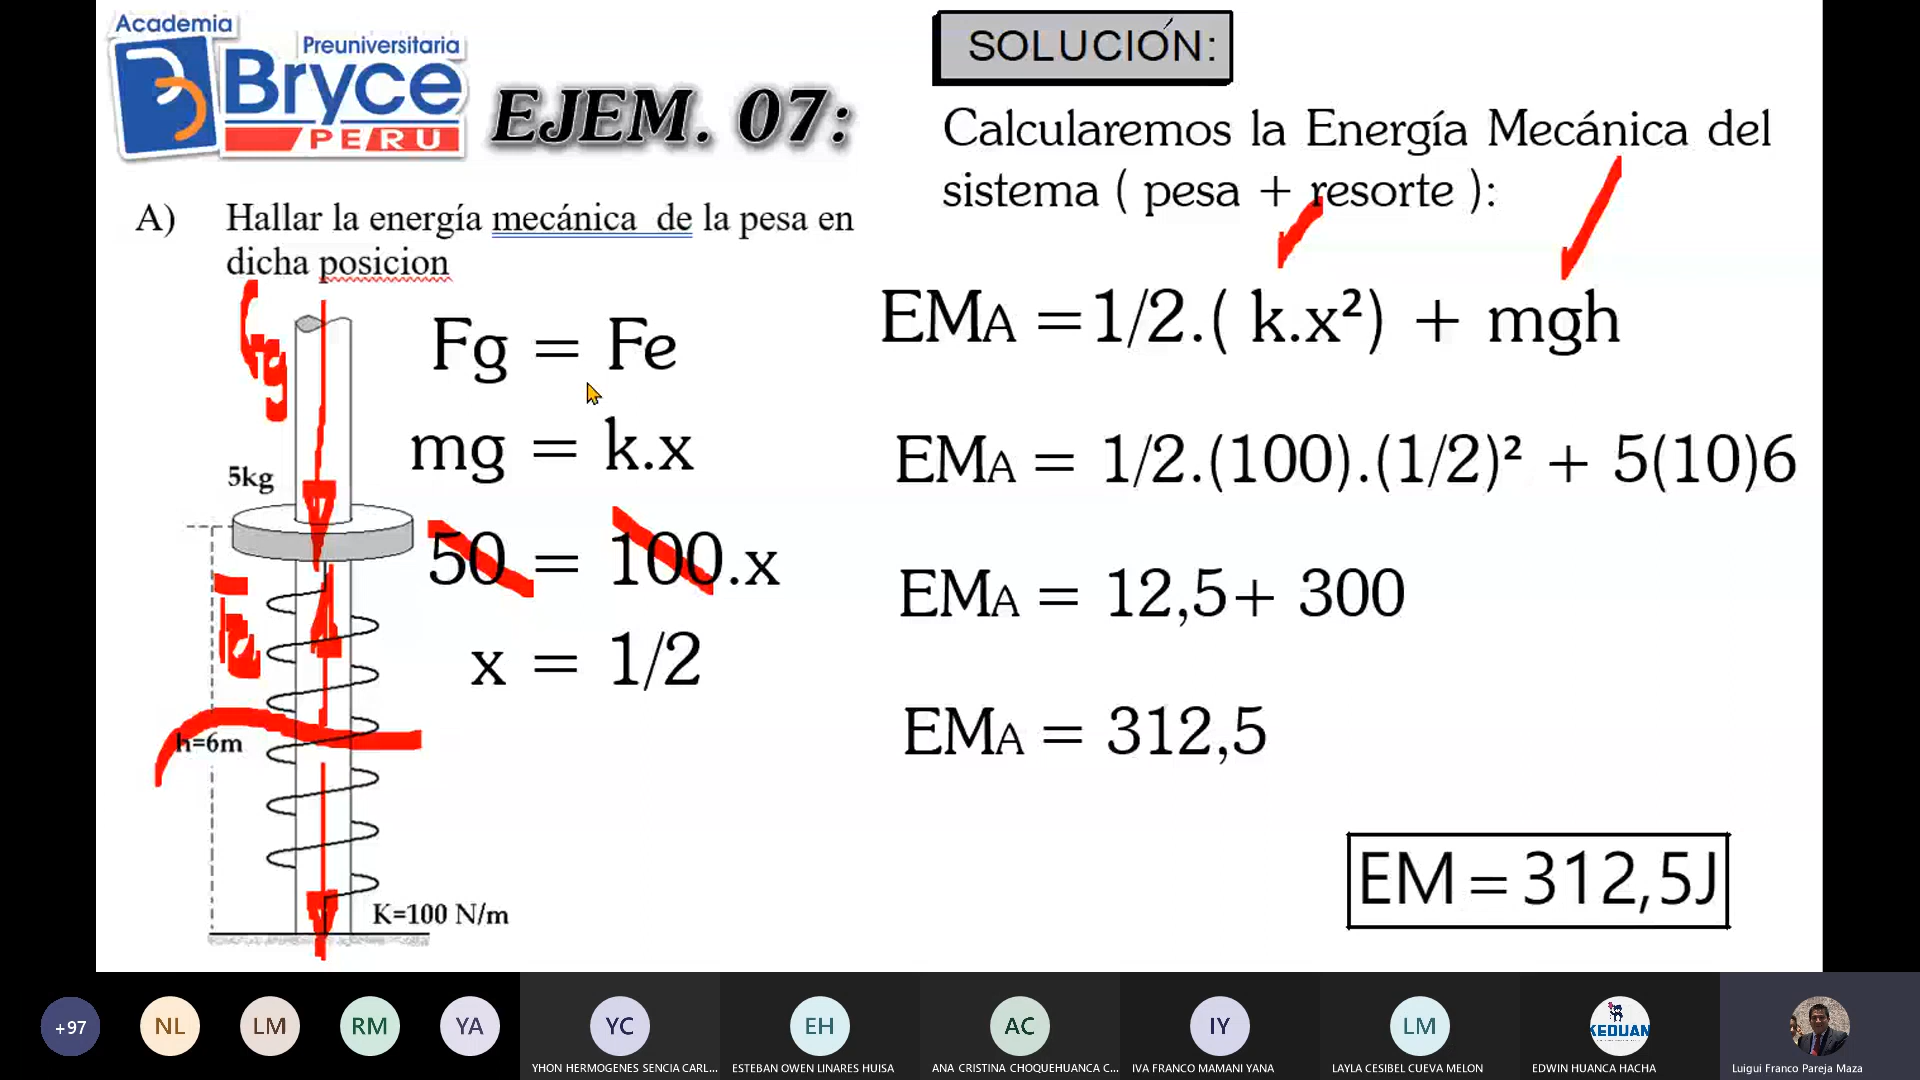 Academia
Preuniversitaria
Bryce
PERU
EJEM. 07:
A) Hallar la energía mecánica de la pesa en
dicha posicion
Fg
5kg
Fe
h=6m
K=100 N/m
Fg = Fe
mg = k.x
50 = 100.x
x = 1/2
SOLUCIÓN:
Calcularemos la Energía Mecánica del
sistema ( pesa + resorte ):
EMA =1/2.( k.x²) + mgh
EMA = 1/2.(100).(1/2)² + 5(10)6
EMA = 12,5+ 300
EMA = 312,5
EM = 312,5J
+97
NL
LM
RM
YA
YC
EH
AC
IY
LM
KEDUAN
YHON HERMOGENES SENCIA CARL...
ESTEBAN OWEN LINARES HUISA
ANA CRISTINA CHOQUEHUANCA C...
IVA FRANCO MAMANI YANA
LAYLA CESIBEL CUEVA MELON
EDWIN HUANCA HACHA
Luigui Franco Pareja Maza